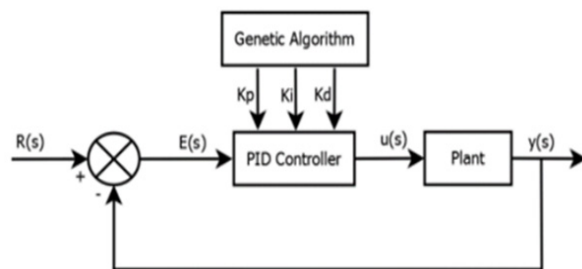 Genetic Algorithm
Kp Ki Kd
R(s) E(s) u(s) y(s)
PID Controller Plant
+
-